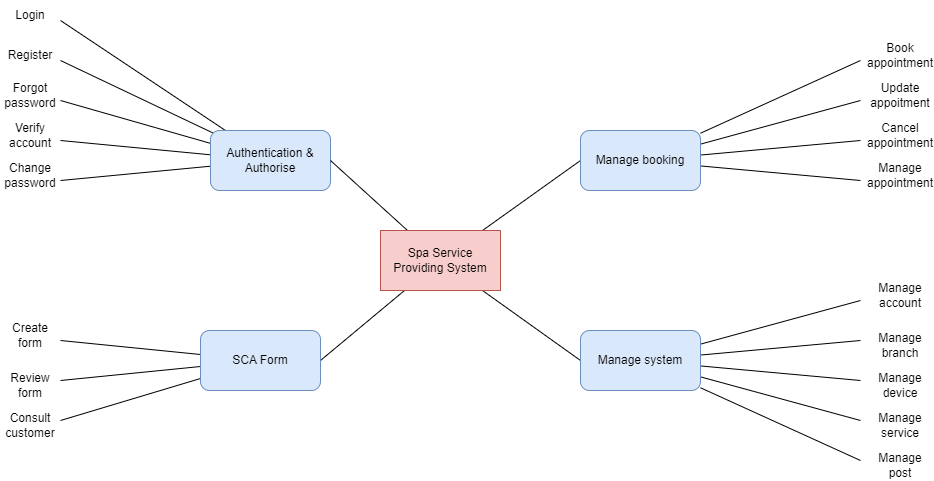 Login
Register
Forgot
password
Verify
account
Change
password
Authentication &
Authorise
Book
appointment
Update
appoitment
Cancel
appointment
Manage
appointment
Manage booking
Spa Service
Providing System
Create
form
Review
form
Consult
customer
SCA Form
Manage system
Manage
account
Manage
branch
Manage
device
Manage
service
Manage
post